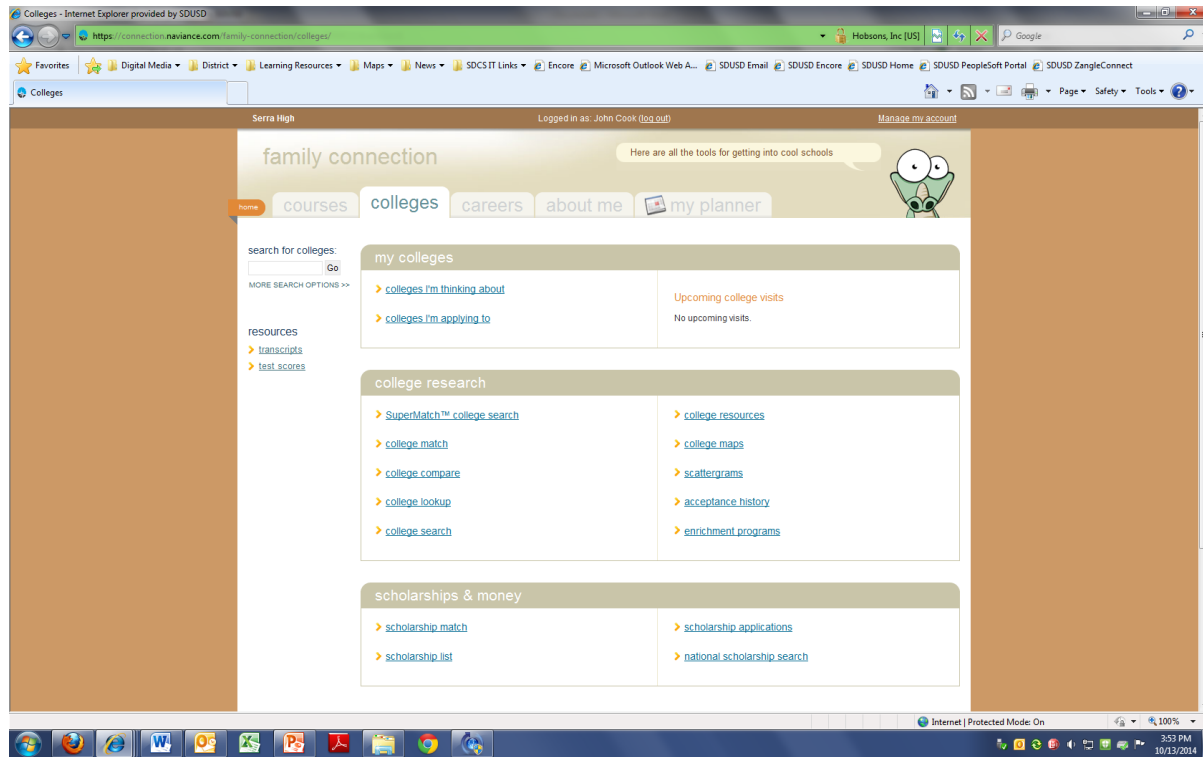 Colleges - Internet Explorer provided by SDUSD
https://connection.naviance.com/family-connection/colleges/
Hobsons, Inc [US]
Google
Favorites
Digital Media
District
Learning Resources
Maps
News
SDCS IT Links
Encore
Microsoft Outlook Web A...
SDUSD Email
SDUSD Encore
SDUSD Home
SDUSD PeopleSoft Portal
SDUSD ZangleConnect
Colleges
Page
Safety
Tools
Serra High
Logged in as: John Cook (log out)
Manage my account
family connection
Here are all the tools for getting into cool schools
home
courses
colleges
careers
about me
my planner
search for colleges:
Go
MORE SEARCH OPTIONS >>
resources
transcripts
test scores
my colleges
colleges I'm thinking about
colleges I'm applying to
Upcoming college visits
No upcoming visits.
college research
SuperMatch™ college search
college match
college compare
college lookup
college search
college resources
college maps
scattergrams
acceptance history
enrichment programs
scholarships & money
scholarship match
scholarship list
scholarship applications
national scholarship search
Internet | Protected Mode: On
100%
3:53 PM
10/13/2014